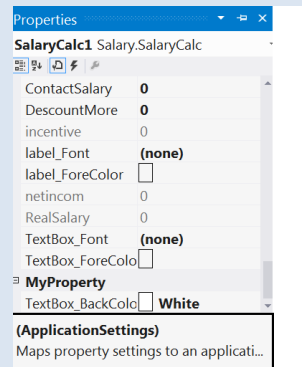 Properties
SalaryCalc1 Salary.SalaryCalc
ContactSalary 0
DescountMore 0
incentive 0
label_Font (none)
label_ForeColor
netincom 0
RealSalary 0
TextBox_Font (none)
TextBox_ForeColo
MyProperty
TextBox_BackColo White
(ApplicationSettings)
Maps property settings to an applicati...